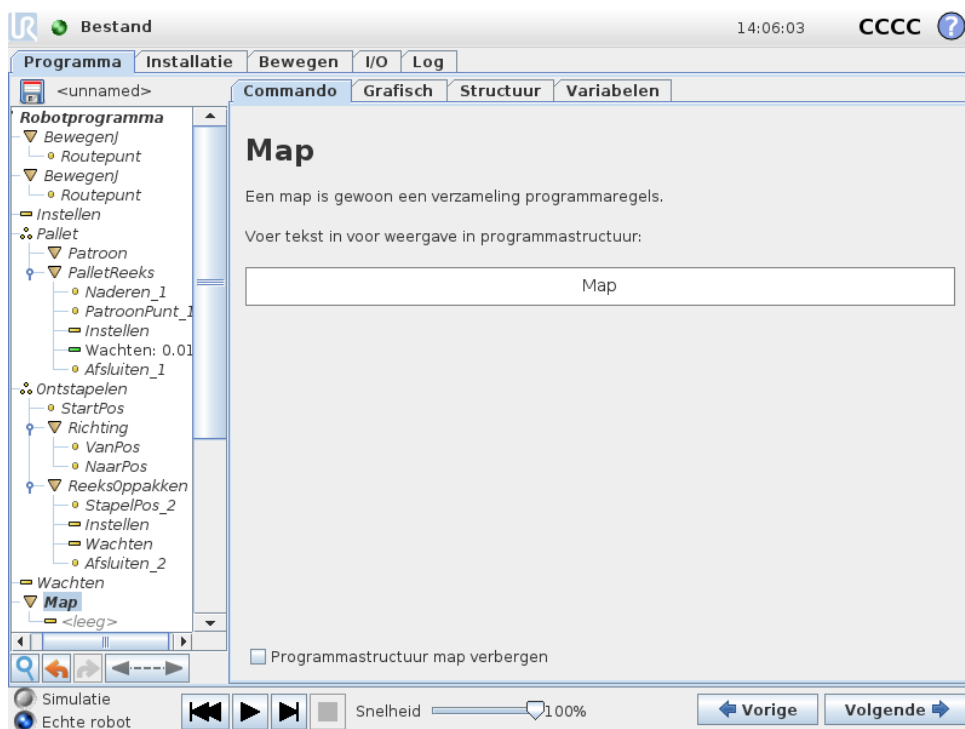 UR Bestand 14:06:03 CCCC ?
Programma Installatie Bewegen I/O Log
<unnamed> Commando Grafisch Structuur Variabelen
Robotprogramma
BewegenJ
Routepunt
BewegenJ
Routepunt
Instellen
Pallet
Patroon
PalletReeks
Naderen_1
PatroonPunt_1
Instellen
Wachten: 0.01
Afsluiten_1
Ontstapelen
StartPos
Richting
VanPos
NaarPos
ReeksOppakken
StapelPos_2
Instellen
Wachten
Afsluiten_2
Wachten
Map
<leeg>
Map
Een map is gewoon een verzameling programmaregels.
Voer tekst in voor weergave in programmastructuur:
Map
Programmastructuur map verbergen
Simulatie
Echte robot
Snelheid 100%
Vorige Volgende